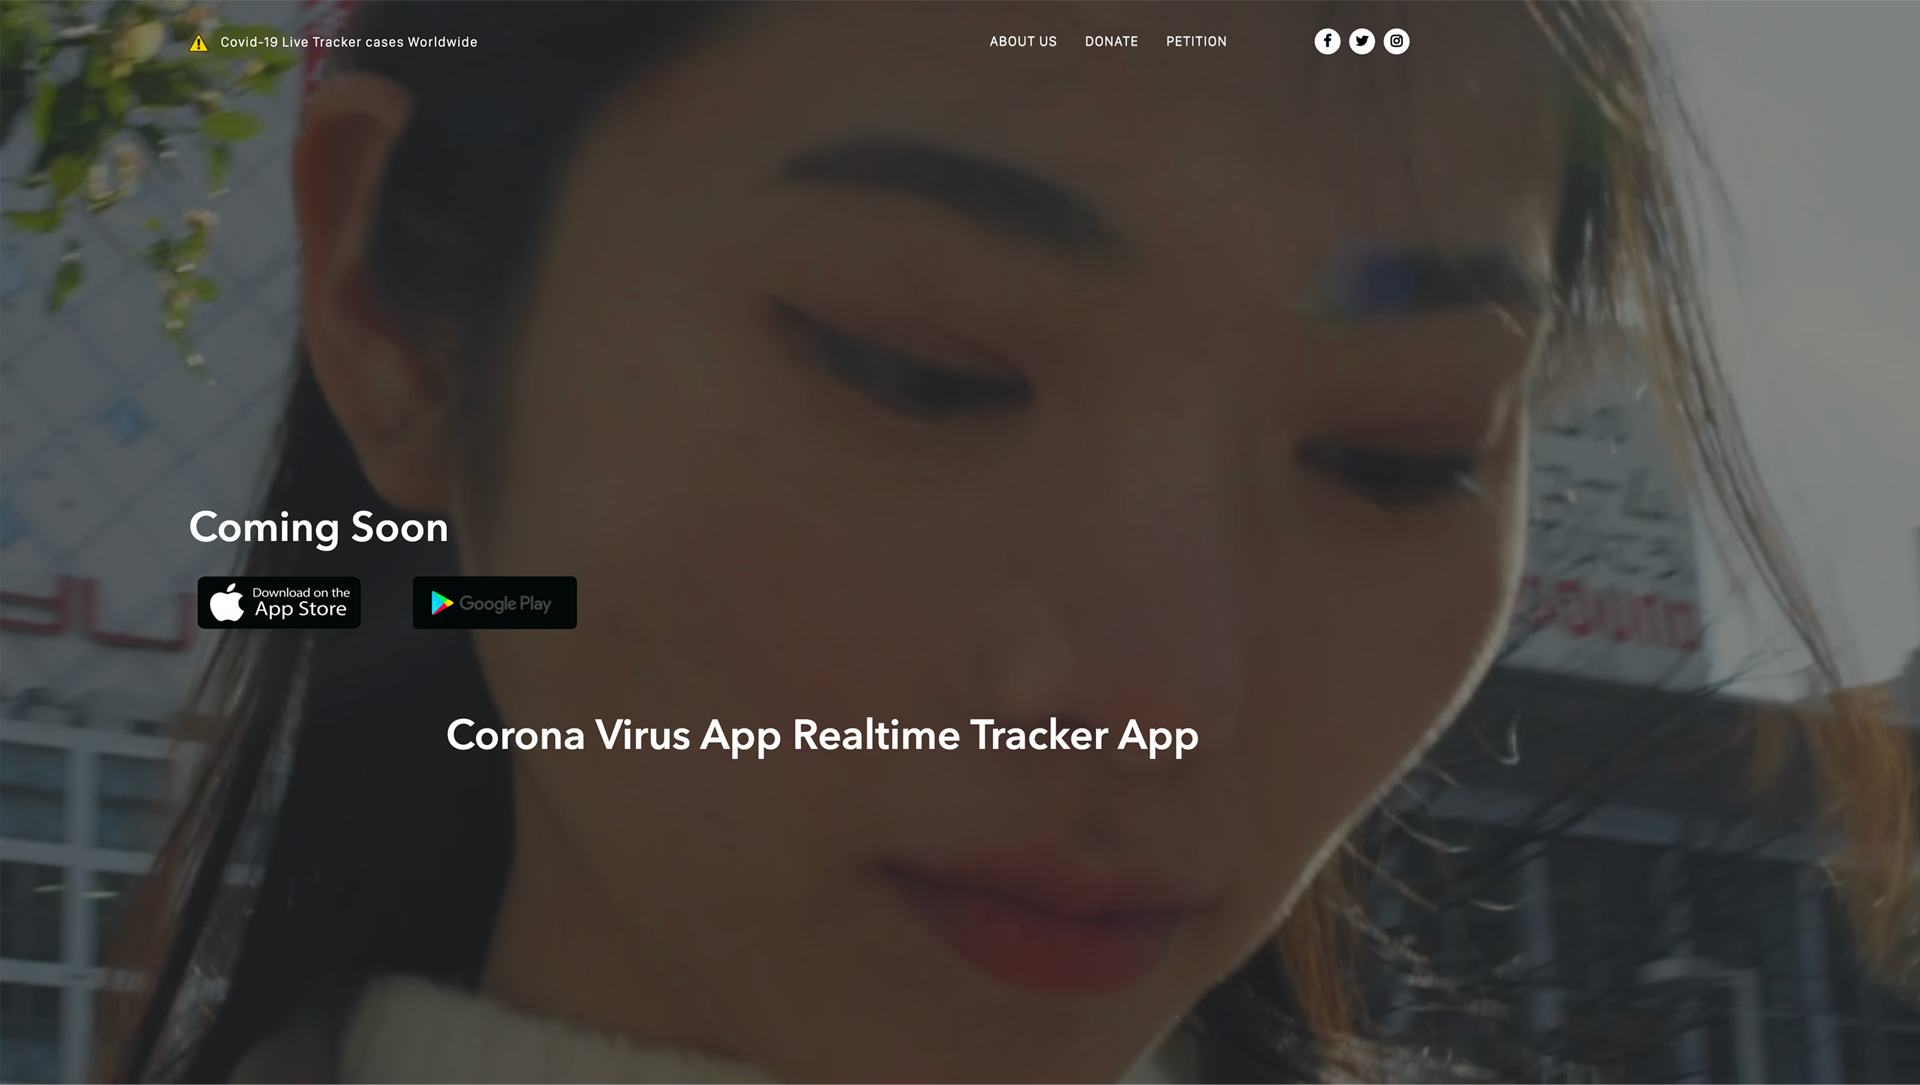 Covid-19 Live Tracker cases Worldwide
ABOUT US
DONATE
PETITION
Coming Soon
Download on the
App Store
Google Play
Corona Virus App Realtime Tracker App